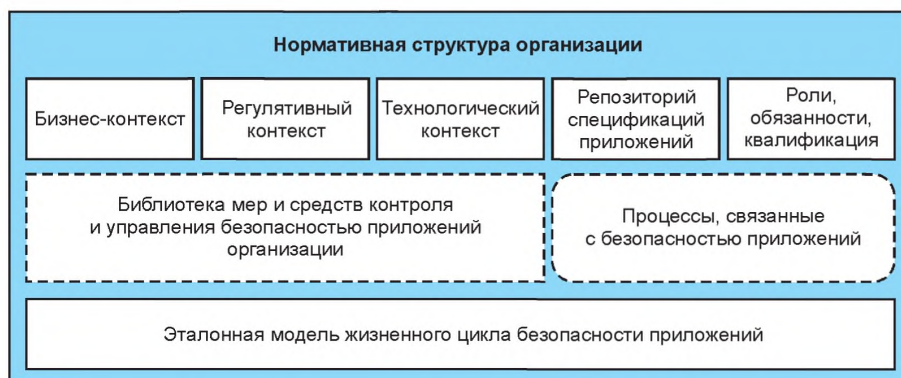 Нормативная структура организации
Бизнес-контекст
Регулятивный
контекст
Технологический
контекст
Репозиторий
спецификаций
приложений
Роли,
обязанности,
квалификация
Библиотека мер и средств контроля
и управления безопасностью приложений
организации
Процессы, связанные
с безопасностью приложений
Эталонная модель жизненного цикла безопасности приложений